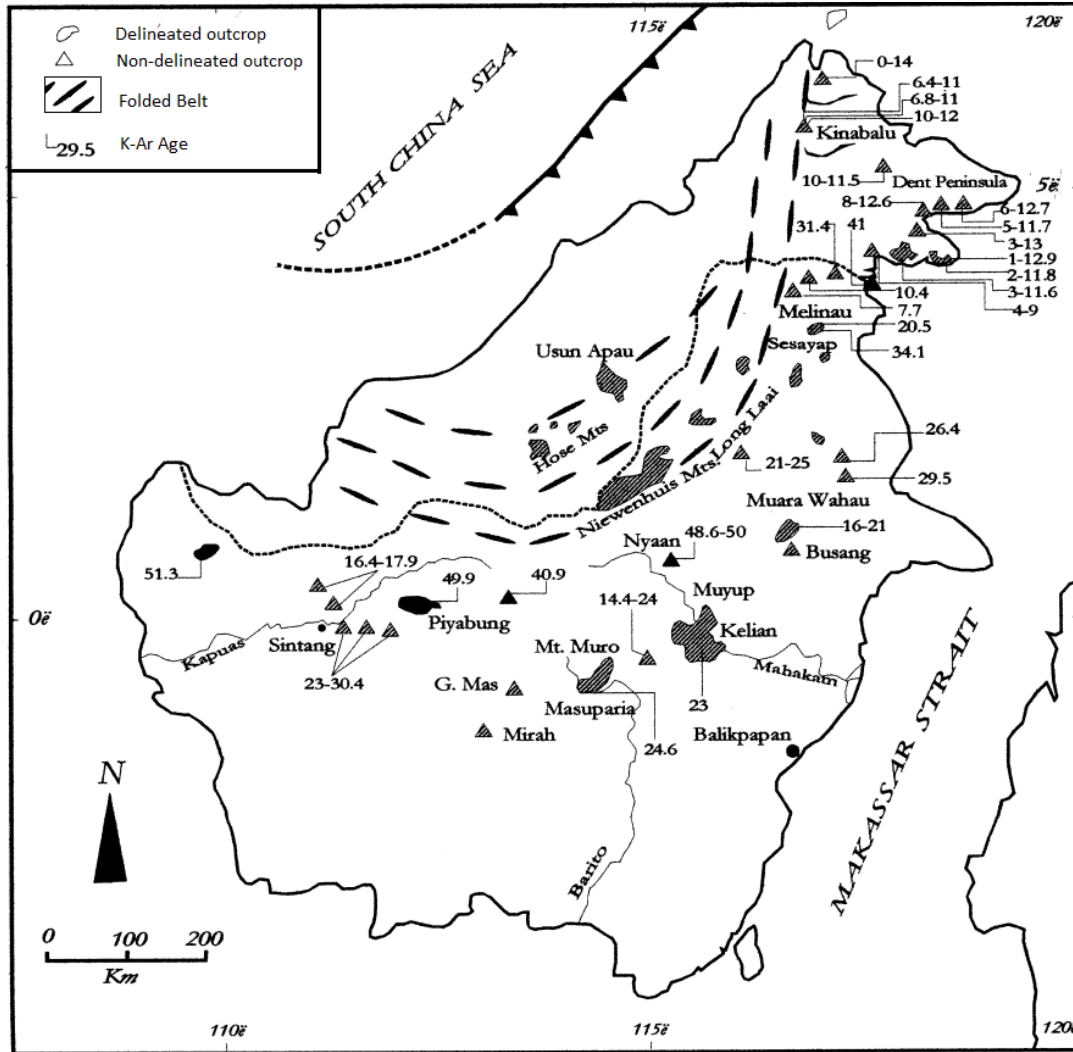 Delineated outcrop
Non-delineated outcrop
Folded Belt
29.5 K-Ar Age
115ë
120
SOUTH CHINA SEA
0-14
6.4-11
6.8-11
10-12
Kinabalu
10-11.5
Dent Peninsula
5ë
8-12.6
6-12.7
5-11.7
31.4
41
3-13
1-12.9
2-11.8
3-11.6
10.4
4-9
7.7
Melinau
20.5
Sesayap
34.1
Usun Apau
Hose Mts
Long Laai
26.4
21-25
29.5
Niewenhuis Mts.
Muara Wahau
16-21
Busang
Nyaan
48.6-50
51.3
16.4-17.9
49.9
40.9
14.4-24
Muyup
0ë
Piyabung
Kelian
Sintang
Kapuas
Mt. Muro
Mahakam
23-30.4
G. Mas
23
Masuparia
Mirah
24.6
Balikpapan
MAKASSAR STRAIT
N
Barito
0 100 200
Km
110ë
115ë
120